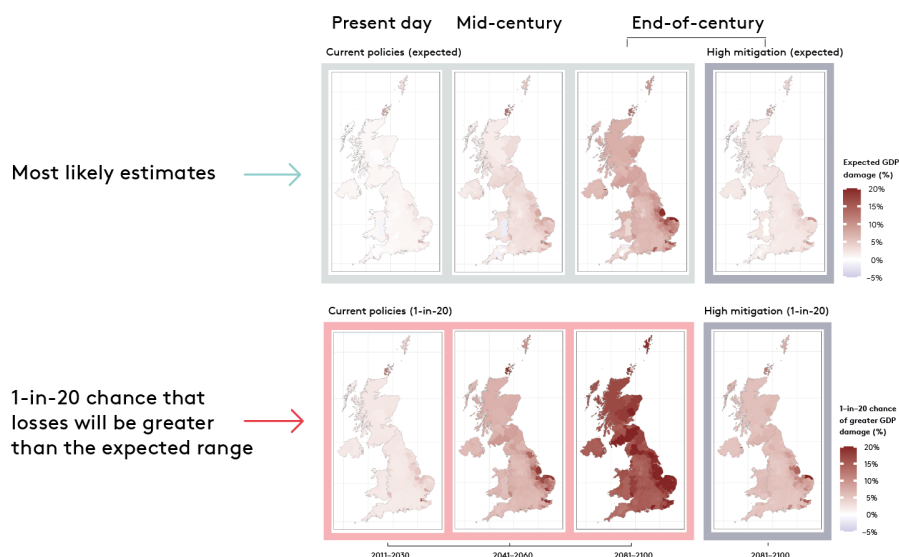 Present day
Mid-century
End-of-century
Current policies (expected)
High mitigation (expected)
Most likely estimates
Expected GDP
damage (%)
20%
15%
10%
5%
0%
−5%
Current policies (1-in-20)
High mitigation (1-in-20)
1-in-20 chance that
losses will be greater
than the expected range
1–in–20 chance
of greater GDP
damage (%)
20%
15%
10%
5%
0%
−5%
2011–2030
2041–2060
2081–2100
2081–2100